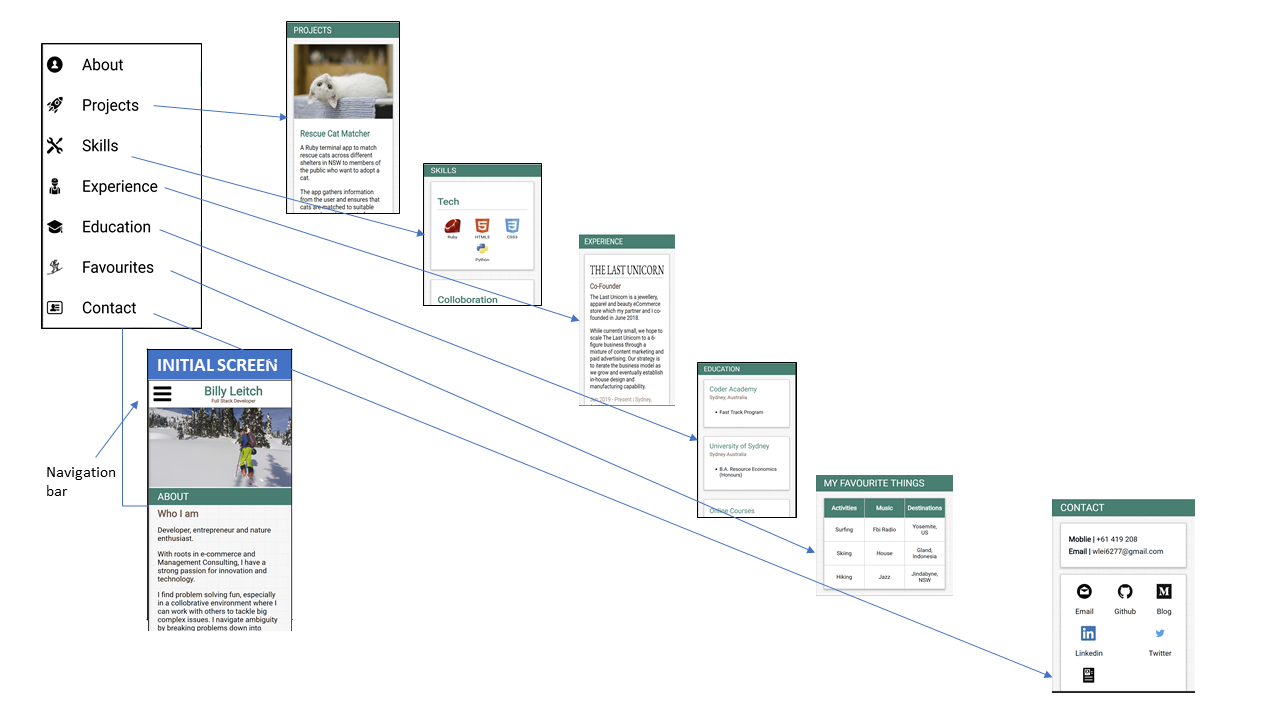 About
Projects
Skills
Experience
Education
Favourites
Contact
Navigation
bar
INITIAL SCREEN
Billy Leitch
Full Stack Developer
ABOUT
Who I am
Developer, entrepreneur and nature
enthusiast.
With roots in e-commerce and
Management Consulting, I have a
strong passion for innovation and
technology.
I find problem solving fun, especially
in a collobrative environment where I
can work with others to tackle big
complex issues. I navigate ambiguity
by breaking problems down into
PROJECTS
Rescue Cat Matcher
A Ruby terminal app to match
rescue cats across different
shelters in NSW to members of
the public who want to adopt a
cat.
The app gathers information
from the user and ensures that
cats are matched to suitable
SKILLS
Tech
Ruby
HTML5
CSS3
Python
Colloboration
EXPERIENCE
THE LAST UNICORN
Co-Founder
The Last Unicorn is a jewellery,
apparel and beauty eCommerce
store which my partner and I co-
founded in June 2018.
While currently small, we hope to
scale The Last Unicorn to a 6-
figure business through a
mixture of content marketing and
paid advertising. Our strategy is
to iterate the business model as
we grow and eventually establish
in-house design and
manufacturing capability.
Jun 2019 - Present | Sydney,
EDUCATION
Coder Academy
Sydney, Australia
• Fast Track Program
University of Sydney
Sydney Australia
• B.A. Resource Economics
(Honours)
Online Courses
MY FAVOURITE THINGS
Activities Music Destinations
Surfing Fbi Radio Yosemite,
US
Skiing House Gland,
Indonesia
Hiking Jazz Jindabyne,
NSW
CONTACT
Moblie | +61 419 208
Email | wlei6277@gmail.com
Email Github Blog
Linkedin Twitter